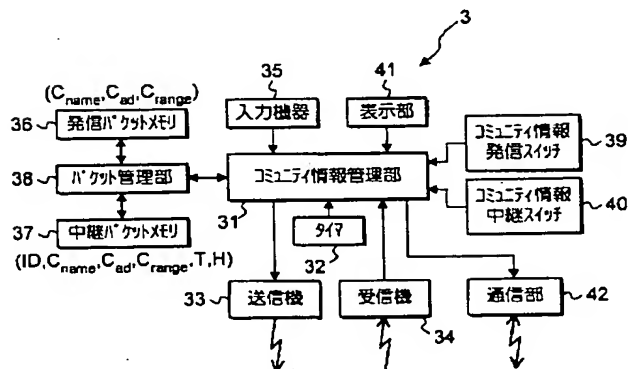 3
(Cname,Cad,Crange)
35
41
36
発信パケットメモリ
入力機器
表示部
コミュニティ情報
発信スイッチ
39
38
パケット管理部
コミュニティ情報管理部
コミュニティ情報
中継スイッチ
40
31
37
中継パケットメモリ
タイマ
32
(ID,Cname,Cad,Crange,T,H)
33
送信機
受信機
34
通信部
42